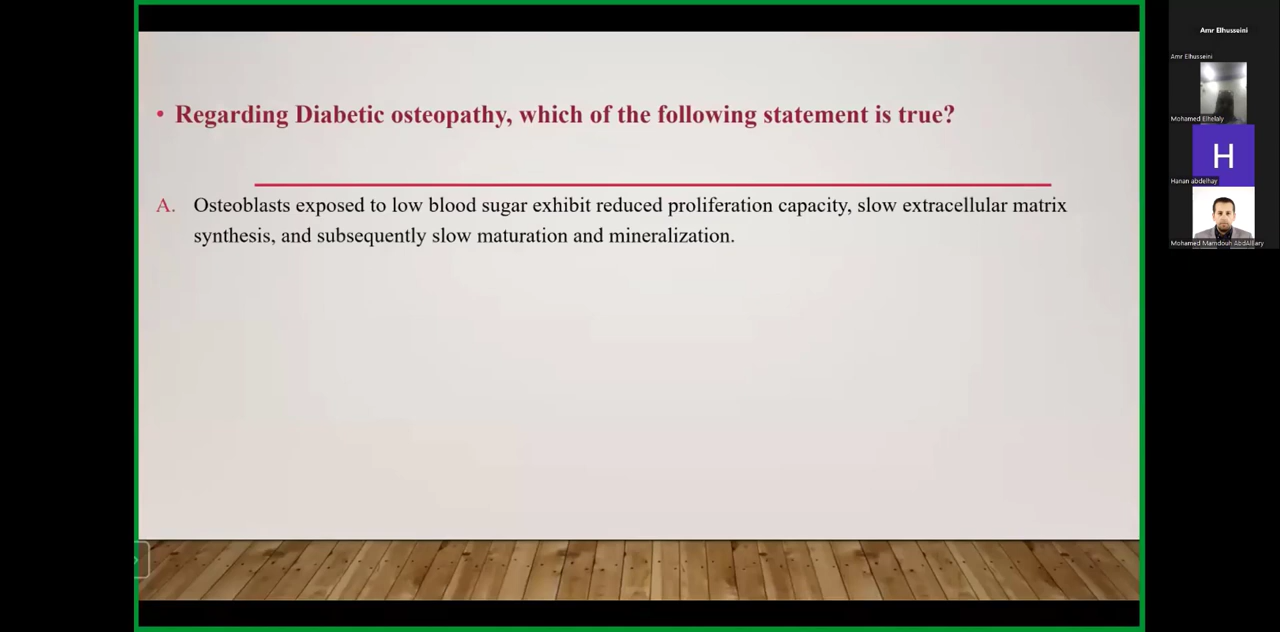 • Regarding Diabetic osteopathy, which of the following statement is true?
A. Osteoblasts exposed to low blood sugar exhibit reduced proliferation capacity, slow extracellular matrix
synthesis, and subsequently slow maturation and mineralization.
Amr Elhusseini
Amr Elhusseini
Mohamed Elhelaly
H
Hanan abdelhay
Mohamed Mamdouh AbdAlBary